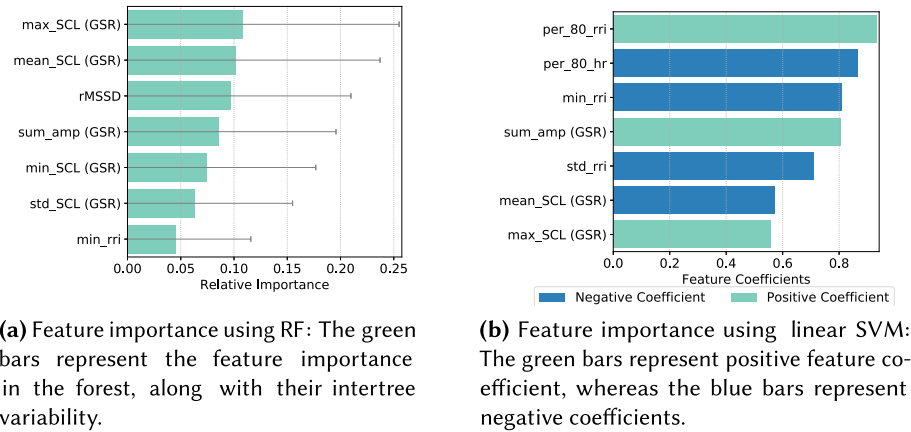 max_SCL (GSR)
mean_SCL (GSR)
rMSSD
sum_amp (GSR)
min_SCL (GSR)
std_SCL (GSR)
min_rri
0.00 0.05 0.10 0.15 0.20 0.25
Relative Importance
(a) Feature importance using RF: The green
bars represent the feature importance
in the forest, along with their intertree
variability.
per_80_rri
per_80_hr
min_rri
sum_amp (GSR)
std_rri
mean_SCL (GSR)
max_SCL (GSR)
0.0 0.2 0.4 0.6 0.8
Feature Coefficients
Negative Coefficient Positive Coefficient
(b) Feature importance using linear SVM:
The green bars represent positive feature co-
efficient, whereas the blue bars represent
negative coefficients.